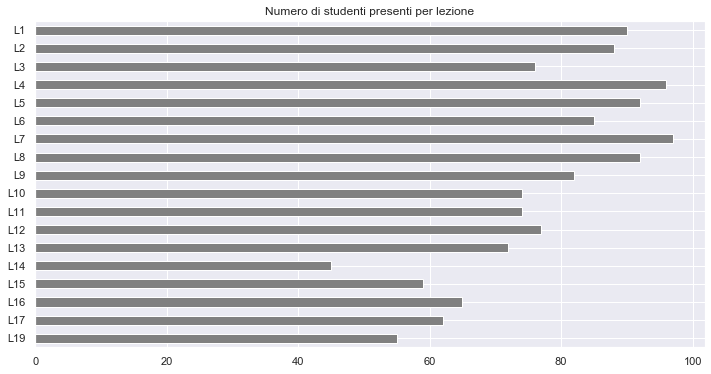 Numero di studenti presenti per lezione
L1
L2
L3
L4
L5
L6
L7
L8
L9
L10
L11
L12
L13
L14
L15
L16
L17
L19
0 20 40 60 80 100